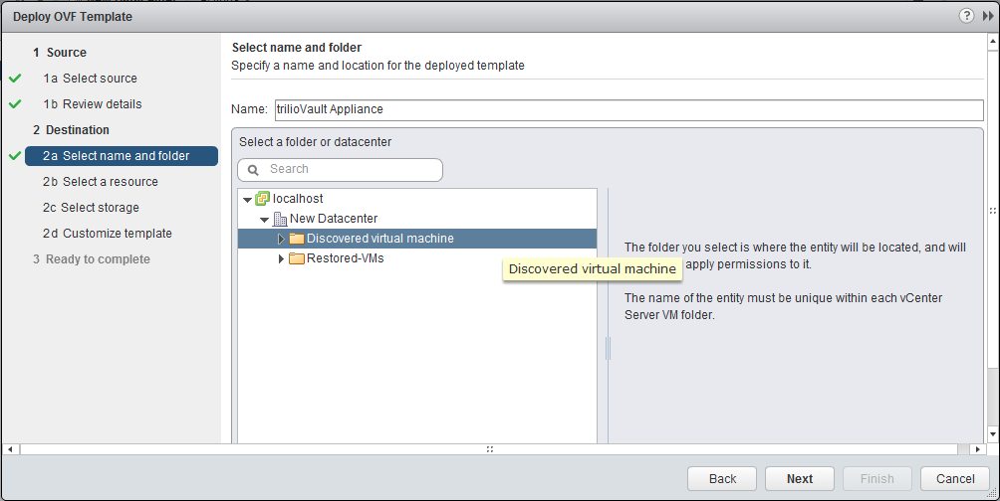 Deploy OVF Template
1 Source
1a Select source
1b Review details
2 Destination
2a Select name and folder
2b Select a resource
2c Select storage
2d Customize template
3 Ready to complete
Select name and folder
Specify a name and location for the deployed template
Name: trilioVault Appliance
Select a folder or datacenter
Search
localhost
New Datacenter
Discovered virtual machine
Restored-VMs
Discovered virtual machine
The folder you select is where the entity will be located, and will
apply permissions to it.
The name of the entity must be unique within each vCenter
Server VM folder.
Back
Next
Finish
Cancel